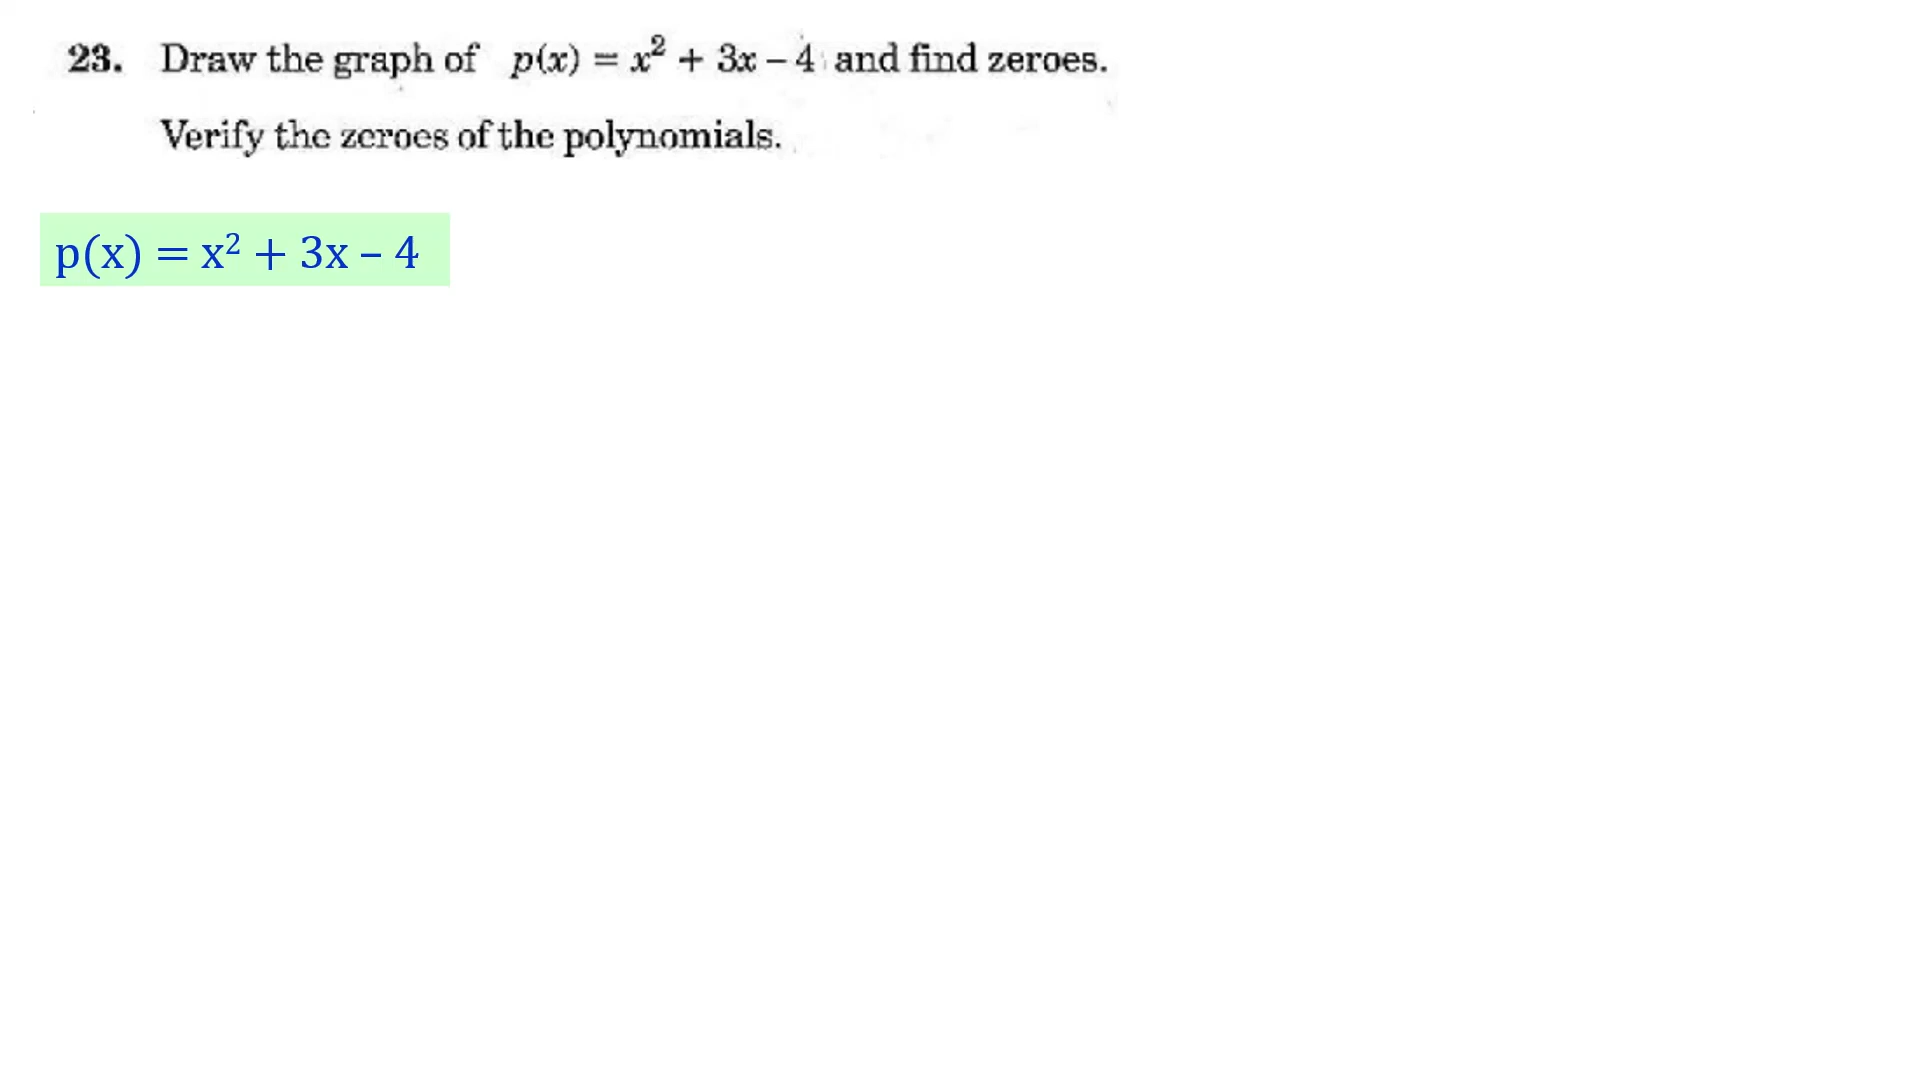 23. Draw the graph of p(x) = x² + 3x – 4 and find zeroes.
Verify the zeroes of the polynomials.
p(x) = x² + 3x – 4